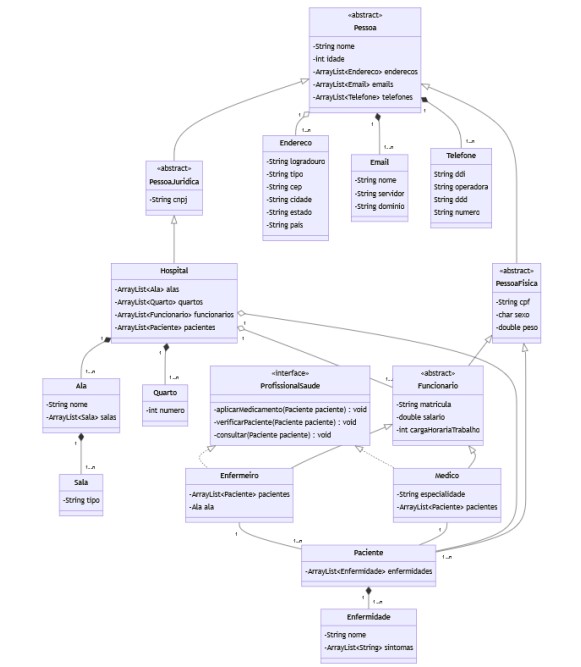 «abstract»
Pessoa
-String nome
-int idade
-ArrayList<Endereco> enderecos
-ArrayList<Email> emails
-ArrayList<Telefone> telefones
1
1
1
1..n
1..n
1..n
Endereco
-String logradouro
-String tipo
-String cep
-String cidade
-String estado
-String pais
Email
-String nome
-String servidor
-String dominio
Telefone
String ddi
String operadora
String ddd
String numero
«abstract»
PessoaJuridica
-String cnpj
Hospital
-ArrayList<Ala> alas
-ArrayList<Quarto> quartos
-ArrayList<Funcionario> funcionarios
-ArrayList<Paciente> pacientes
«abstract»
PessoaFisica
-String cpf
-char sexo
-double peso
1
1
1
1
1..n
1..n
1..n
Ala
-String nome
-ArrayList<Sala> salas
Quarto
-int numero
«interface»
ProfissionalSaude
-aplicarMedicamento(Paciente paciente) : void
-verificarPaciente(Paciente paciente) : void
-consultar(Paciente paciente) : void
«abstract»
Funcionario
-String matricula
-double salario
-int cargaHorariaTrabalho
1
1..n
Sala
-String tipo
Enfermeiro
-ArrayList<Paciente> pacientes
-Ala ala
Medico
-String especialidade
-ArrayList<Paciente> pacientes
1
1
1..n
1..n
Paciente
-ArrayList<Enfermidade> enfermidades
1
1..n
Enfermidade
-String nome
-ArrayList<String> sintomas